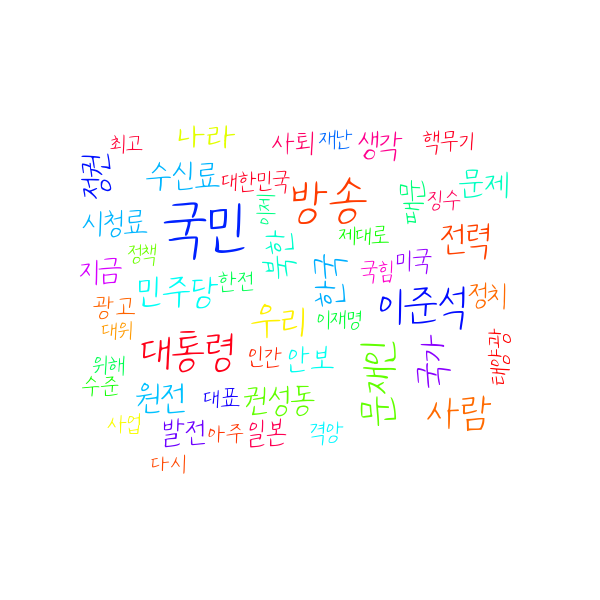 최고
나라
사퇴
재난
생각
핵무기
정권
수신료
대한민국
방송
문제
징수
시청료
국민
이제
제대로
전력
정책
북한
지금
민주당
한전
한국
국힘
미국
광고
우리
이재명
이준석
정치
대위
대통령
인간
안보
문재인
국가
태양광
위해
수준
원전
대표
권성동
사람
사업
발전
아주
일본
격앙
다시